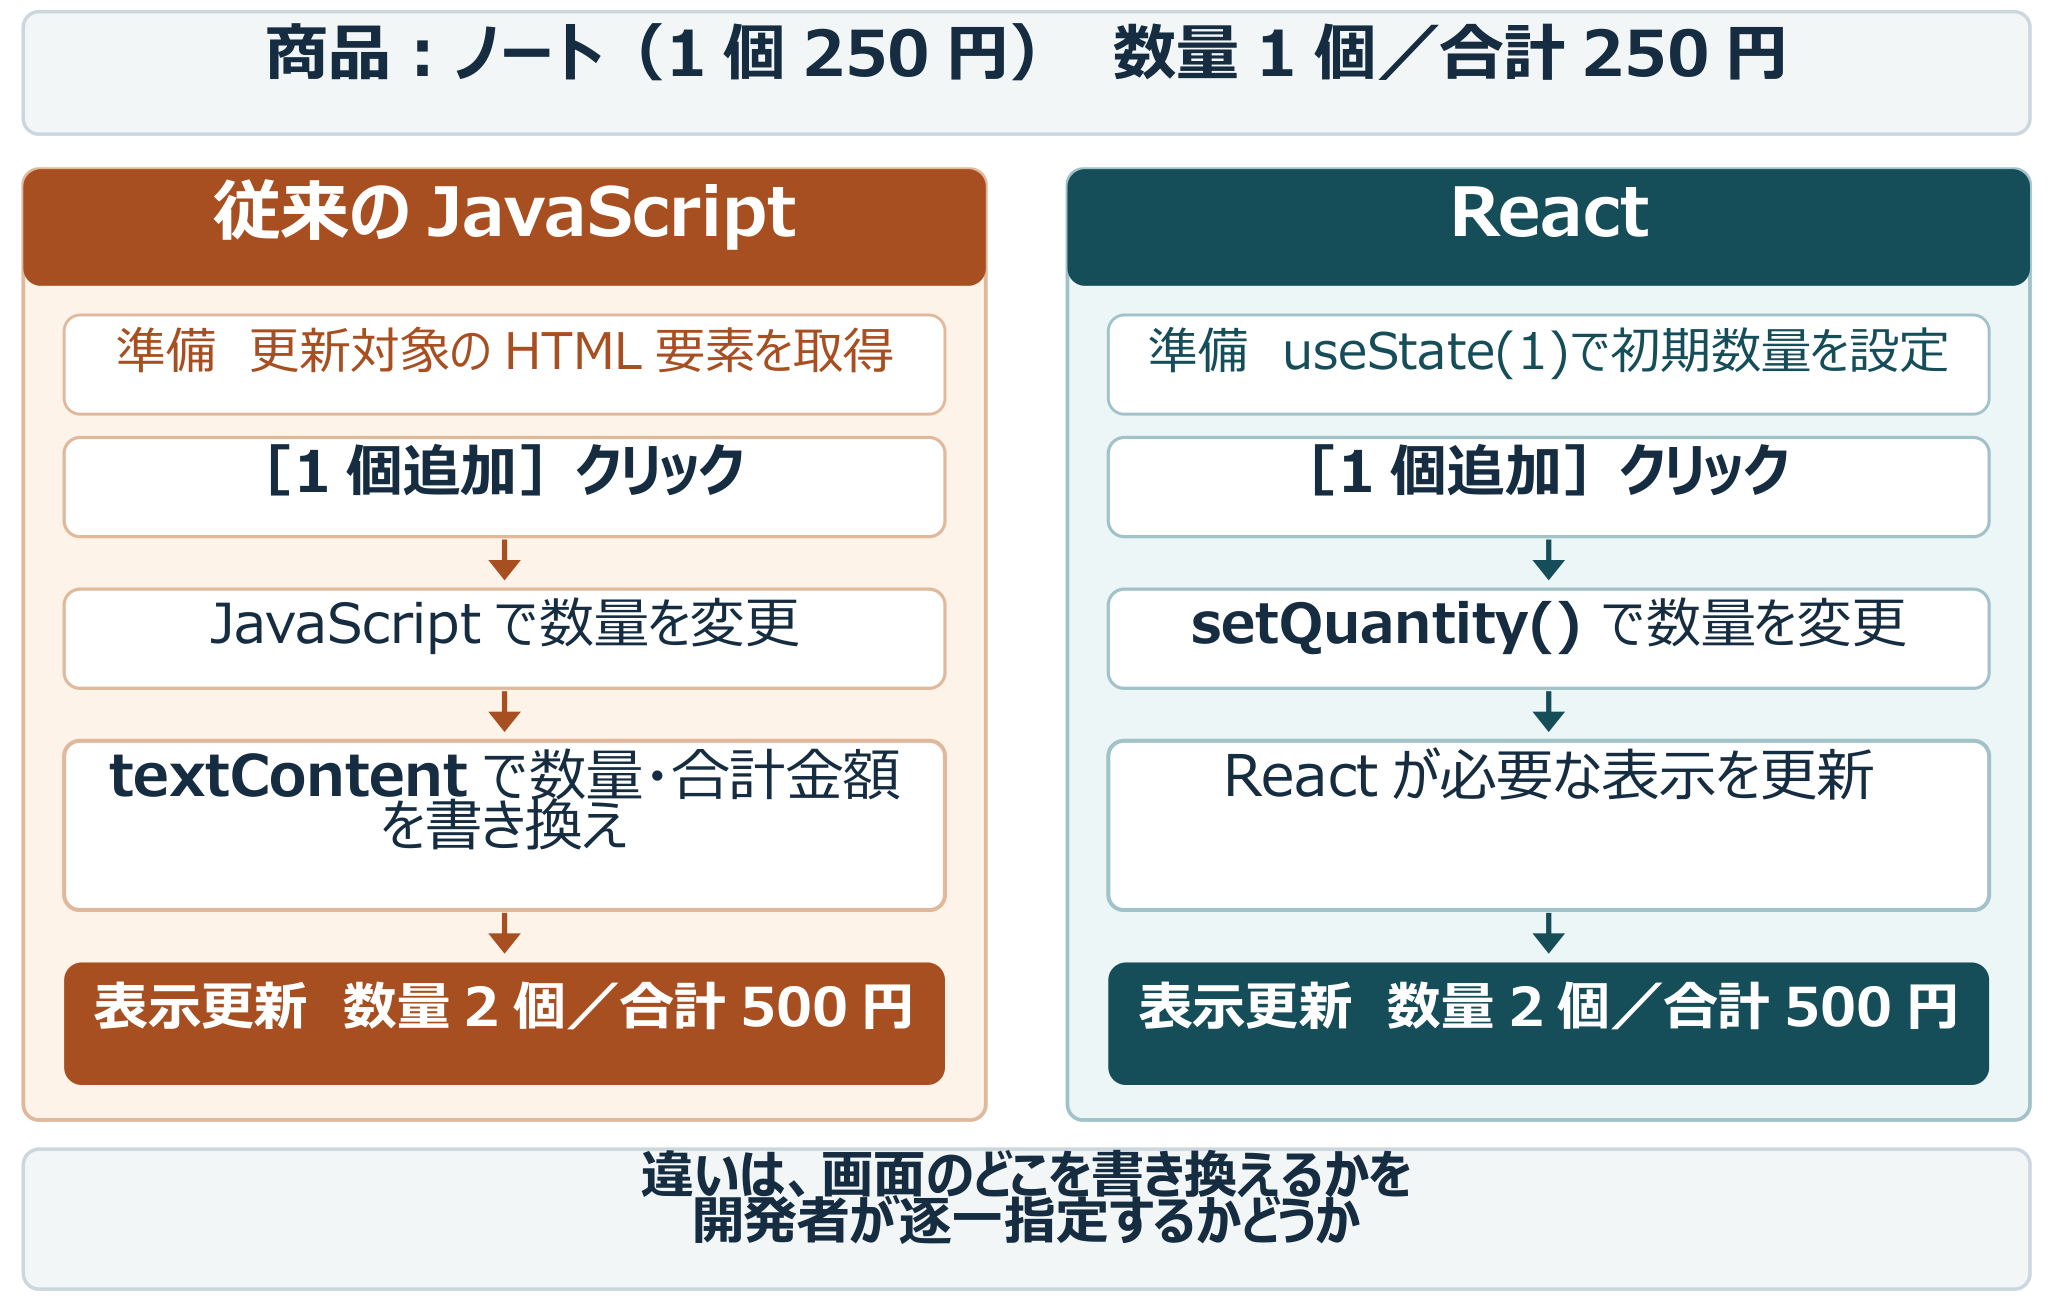 商品：ノート（1 個 250 円）　数量 1 個／合計 250 円
従来の JavaScript
準備　更新対象の HTML 要素を取得
［1 個追加］クリック
JavaScript で数量を変更
textContent で数量・合計金額
を書き換え
表示更新　数量 2 個／合計 500 円
React
準備　useState(1)で初期数量を設定
［1 個追加］クリック
setQuantity() で数量を変更
React が必要な表示を更新
表示更新　数量 2 個／合計 500 円
違いは、画面のどこを書き換えるかを
開発者が逐一指定するかどうか